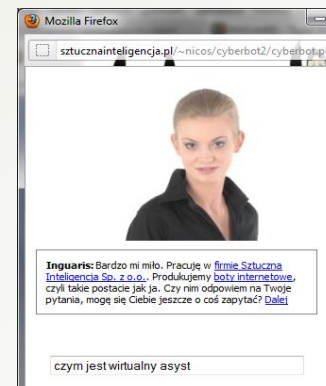 Mozilla Firefox
sztucznainteligencja.pl/~nicos/cyberbot2/cyberbot.p
Inguaris: Bardzo mi miło. Pracuję w firmie Sztuczna
Inteligencja Sp. z o.o.. Produkujemy boty internetowe,
czyli takie postacie jak ja. Czy nim odpowiem na Twoje
pytania, mogę się Ciebie jeszcze o coś zapytać? Dalej
czym jest wirtualny asyst